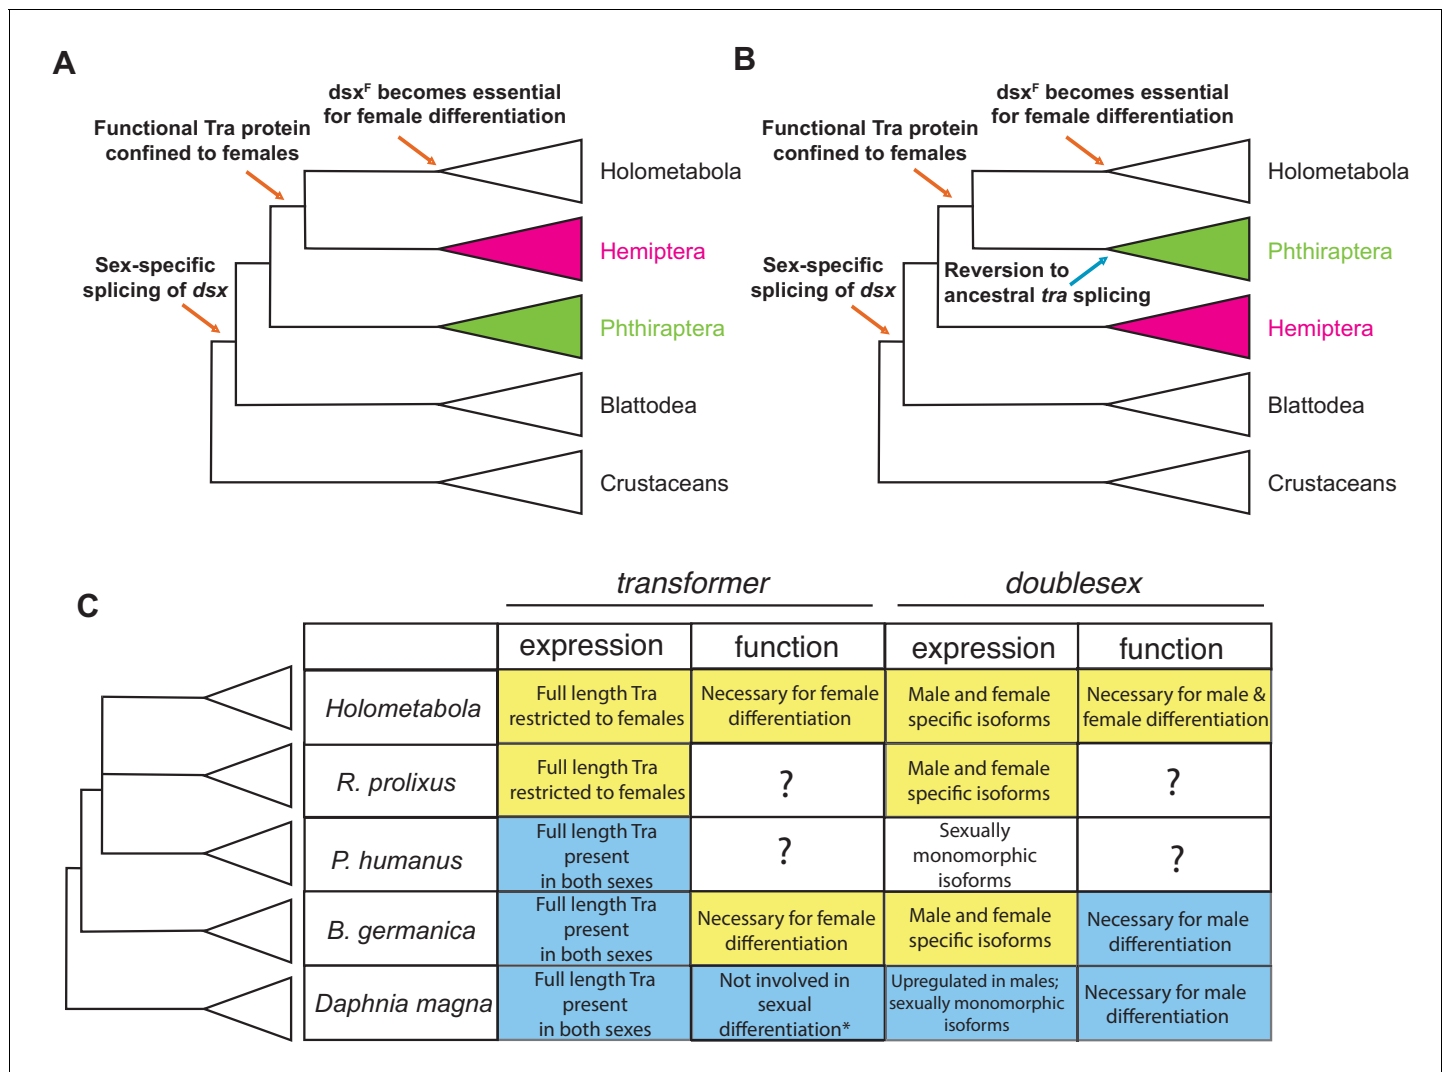 A
dsxF becomes essential
for female differentiation
Functional Tra protein
confined to females
Sex-specific
splicing of dsx
Holometabola
Hemiptera
Phthiraptera
Blattodea
Crustaceans
B
dsxF becomes essential
for female differentiation
Functional Tra protein
confined to females
Sex-specific
splicing of dsx
Reversion to
ancestral tra splicing
Holometabola
Phthiraptera
Hemiptera
Blattodea
Crustaceans
C
transformer
doublesex
expression
function
expression
function
Holometabola
Full length Tra
restricted to females
Necessary for female
differentiation
Male and female
specific isoforms
Necessary for male &
female differentiation
R. prolixus
Full length Tra
restricted to females
?
Male and female
specific isoforms
?
P. humanus
Full length Tra
present
in both sexes
?
Sexually
monomorphic
isoforms
?
B. germanica
Full length Tra
present
in both sexes
Necessary for female
differentiation
Male and female
specific isoforms
Necessary for male
differentiation
Daphnia magna
Full length Tra
present
in both sexes
Not involved in
sexual
differentiation*
Upregulated in males;
sexually monomorphic
isoforms
Necessary for male
differentiation